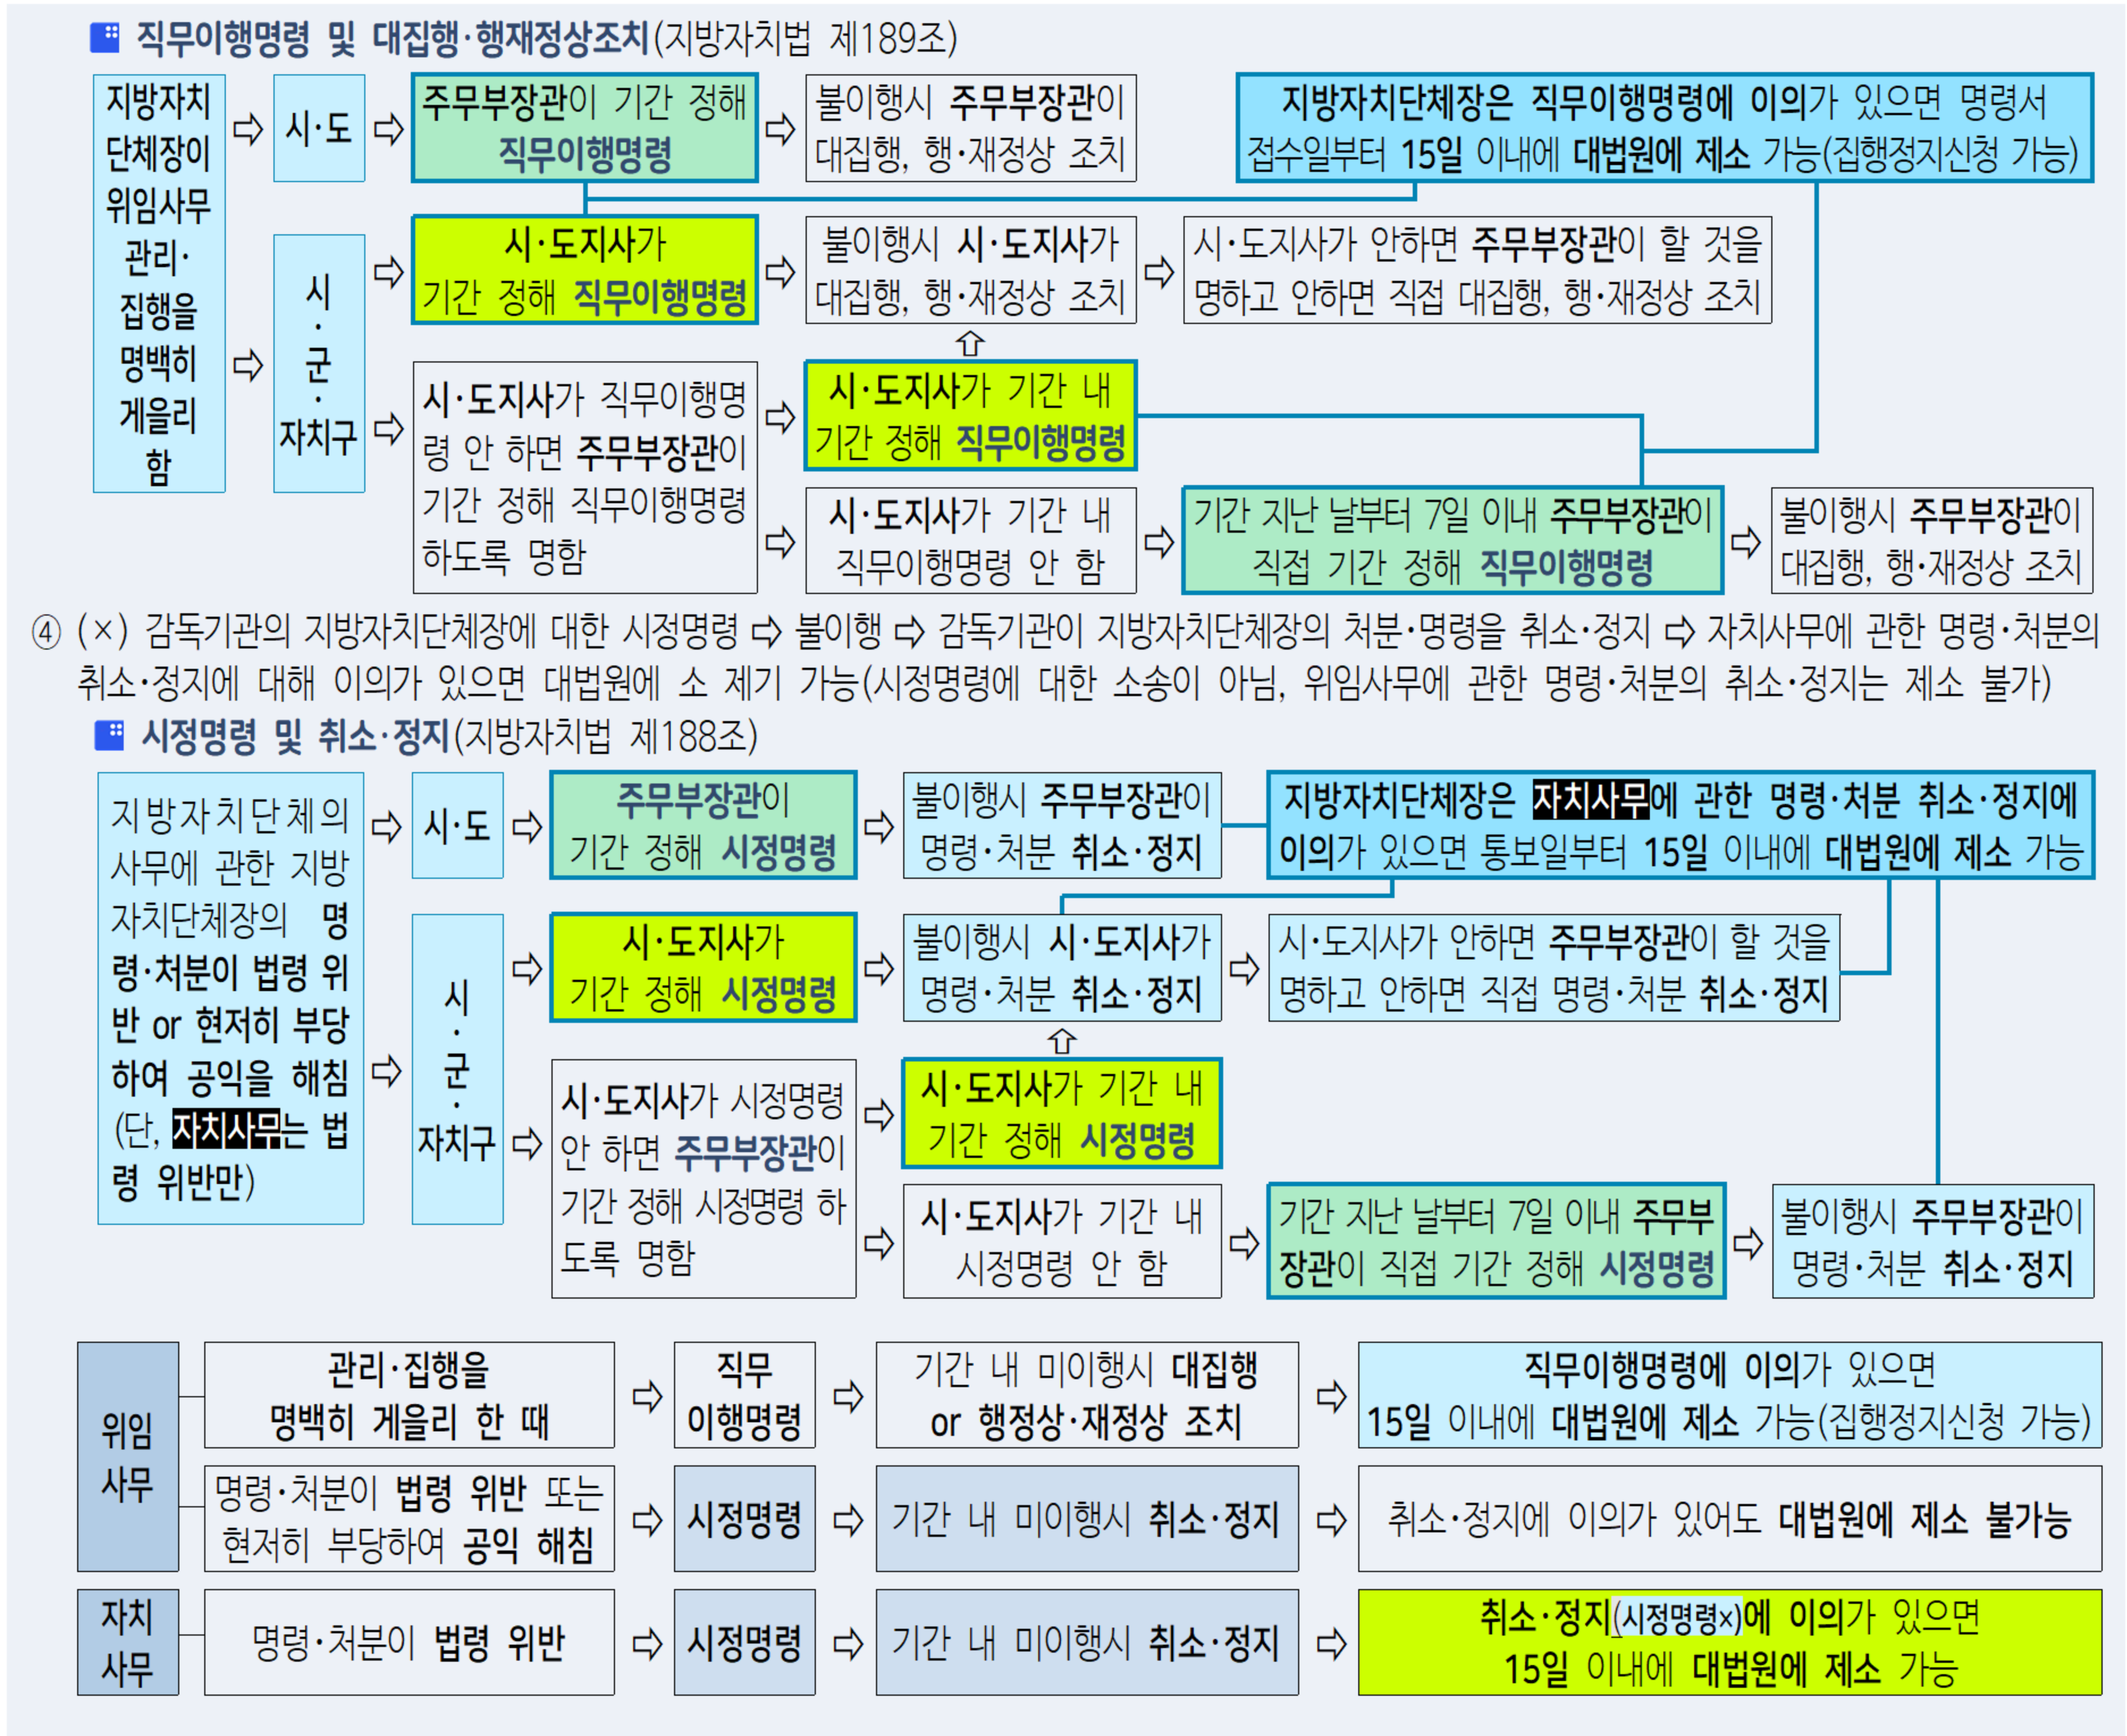 직무이행명령 및 대집행·행재정상조치(지방자치법 제189조)
지방자치
단체장이
위임사무
관리·
집행을
명백히
게을리
함
⇨
시·도
⇨
주무부장관이 기간 정해
직무이행명령
⇨
불이행시 주무부장관이
대집행, 행·재정상 조치
지방자치단체장은 직무이행명령에 이의가 있으면 명령서
접수일부터 15일 이내에 대법원에 제소 가능(집행정지신청 가능)
⇨
시
·
군
·
자치구
⇨
시·도지사가
기간 정해 직무이행명령
⇨
불이행시 시·도지사가
대집행, 행·재정상 조치
⇨
시·도지사가 안하면 주무부장관이 할 것을
명하고 안하면 직접 대집행, 행·재정상 조치
⇨
시·도지사가 직무이행명
령 안 하면 주무부장관이
기간 정해 직무이행명령
하도록 명함
⇨
시·도지사가 기간 내
기간 정해 직무이행명령
⇧
⇨
시·도지사가 기간 내
직무이행명령 안 함
⇨
기간 지난 날부터 7일 이내 주무부장관이
직접 기간 정해 직무이행명령
⇨
불이행시 주무부장관이
대집행, 행·재정상 조치
④ (×) 감독기관의 지방자치단체장에 대한 시정명령 ⇨ 불이행 ⇨ 감독기관이 지방자치단체장의 처분·명령을 취소·정지 ⇨ 자치사무에 관한 명령·처분의
취소·정지에 대해 이의가 있으면 대법원에 소 제기 가능(시정명령에 대한 소송이 아님, 위임사무에 관한 명령·처분의 취소·정지는 제소 불가)
시정명령 및 취소·정지(지방자치법 제188조)
지방자치단체의
사무에 관한 지방
자치단체장의 명
령·처분이 법령 위
반 or 현저히 부당
하여 공익을 해침
(단, 자치사무는 법
령 위반만)
⇨
시·도
⇨
주무부장관이
기간 정해 시정명령
⇨
불이행시 주무부장관이
명령·처분 취소·정지
지방자치단체장은 자치사무에 관한 명령·처분 취소·정지에
이의가 있으면 통보일부터 15일 이내에 대법원에 제소 가능
⇨
시
·
군
·
자치구
⇨
시·도지사가
기간 정해 시정명령
⇨
불이행시 시·도지사가
명령·처분 취소·정지
⇨
시·도지사가 안하면 주무부장관이 할 것을
명하고 안하면 직접 명령·처분 취소·정지
⇨
시·도지사가 시정명령
안 하면 주무부장관이
기간 정해 시정명령 하
도록 명함
⇨
시·도지사가 기간 내
기간 정해 시정명령
⇧
⇨
시·도지사가 기간 내
시정명령 안 함
⇨
기간 지난 날부터 7일 이내 주무부
장관이 직접 기간 정해 시정명령
⇨
불이행시 주무부장관이
명령·처분 취소·정지
위임
사무
관리·집행을
명백히 게을리 한 때
⇨
직무
이행명령
⇨
기간 내 미이행시 대집행
or 행정상·재정상 조치
⇨
직무이행명령에 이의가 있으면
15일 이내에 대법원에 제소 가능(집행정지신청 가능)
명령·처분이 법령 위반 또는
현저히 부당하여 공익 해침
⇨
시정명령
⇨
기간 내 미이행시 취소·정지
⇨
취소·정지에 이의가 있어도 대법원에 제소 불가능
자치
사무
명령·처분이 법령 위반
⇨
시정명령
⇨
기간 내 미이행시 취소·정지
⇨
취소·정지(시정명령×)에 이의가 있으면
15일 이내에 대법원에 제소 가능